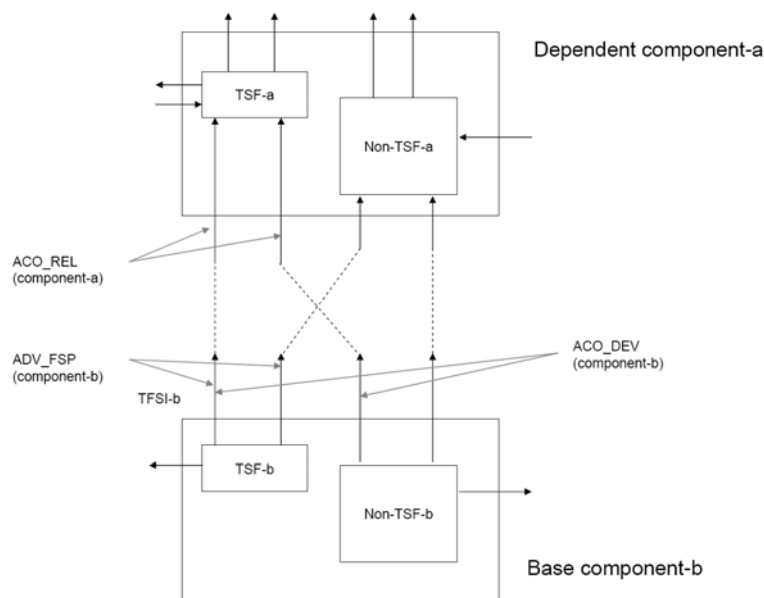 Dependent component-a
TSF-a
Non-TSF-a
ACO_REL
(component-a)
ADV_FSP
(component-b)
ACO_DEV
(component-b)
TFSI-b
TSF-b
Non-TSF-b
Base component-b